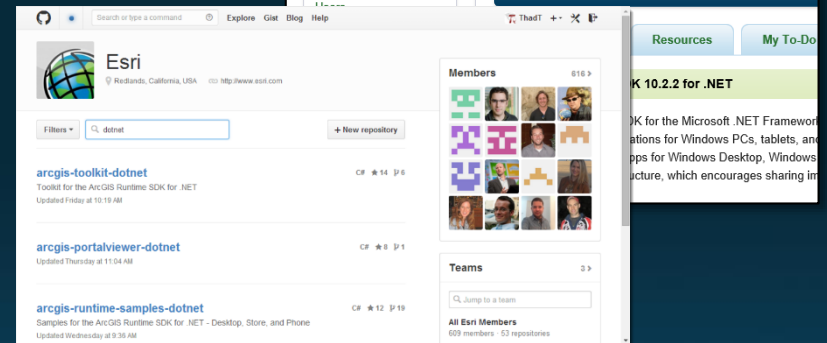 Users
Search or type a command
Explore Gist Blog Help
ThadT
Esri
Redlands, California, USA http://www.esri.com
Filters
dotnet
+ New repository
arcgis-toolkit-dotnet
C# ★14 6
Toolkit for the ArcGIS Runtime SDK for .NET
Updated Friday at 10:19 AM
arcgis-portalviewer-dotnet
C# ★8 1
Updated Thursday at 11:04 AM
arcgis-runtime-samples-dotnet
C# ★12 19
Samples for the ArcGIS Runtime SDK for .NET - Desktop, Store, and Phone
Updated Wednesday at 9:36 AM
Members 616 >
Teams 3 >
Jump to a team
All Esri Members
609 members · 53 repositories
Resources
My To-Do
K 10.2.2 for .NET
DK for the Microsoft .NET Framework
ations for Windows PCs, tablets, and
pps for Windows Desktop, Windows
ucture, which encourages sharing im